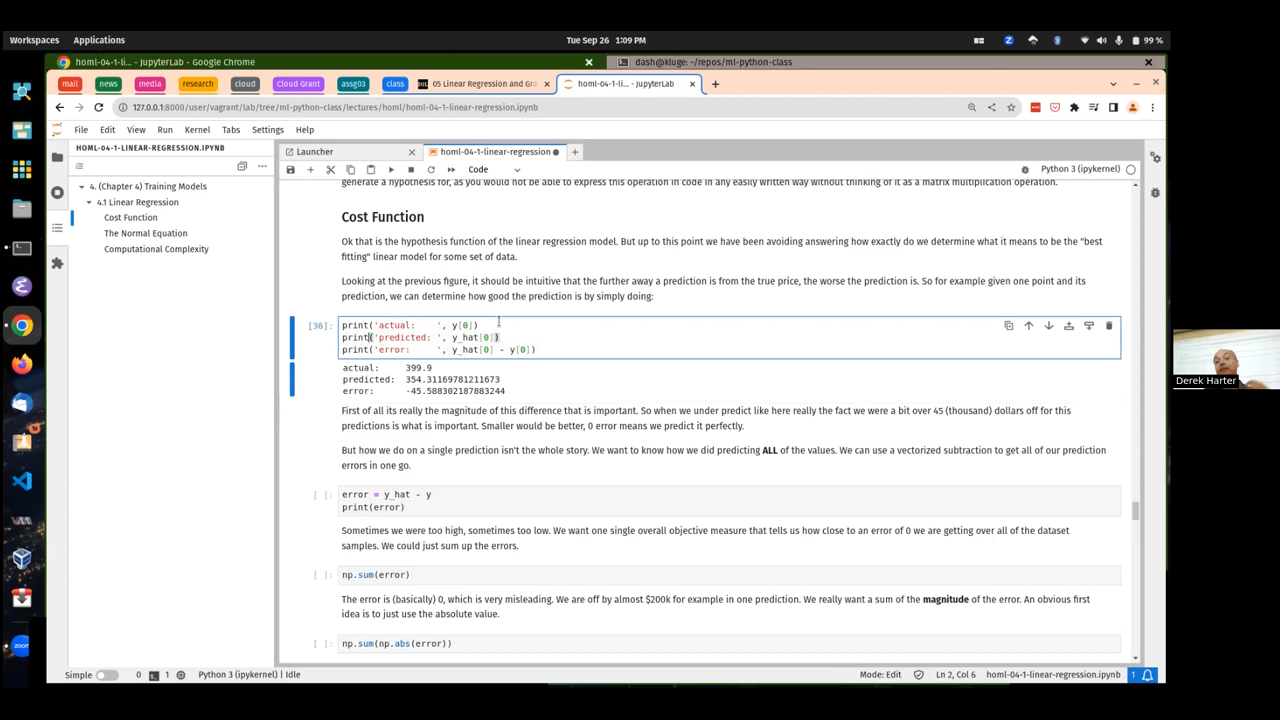 Workspaces Applications Tue Sep 26 1:09 PM 99 %
homl-04-1-li... - JupyterLab - Google Chrome dash@kluge: ~/repos/ml-python-class
mail news media research cloud Cloud Grant assg03 class 05 Linear Regression and Gr homl-04-1-li... - JupyterLab
127.0.0.1:8000/user/vagrant/lab/tree/ml-python-class/lectures/homl/homl-04-1-linear-regression.ipynb
File Edit View Run Kernel Tabs Settings Help
HOML-04-1-LINEAR-REGRESSION.IPYNB
Launcher homl-04-1-linear-regression
Code Python 3 (ipykernel)
4. (Chapter 4) Training Models
4.1 Linear Regression
Cost Function
The Normal Equation
Computational Complexity
generate a hypothesis for, as you would not be able to express this operation in code in any easily written way without thinking of it as a matrix multiplication operation.
Cost Function
Ok that is the hypothesis function of the linear regression model. But up to this point we have been avoiding answering how exactly do we determine what it means to be the "best
fitting" linear model for some set of data.
Looking at the previous figure, it should be intuitive that the further away a prediction is from the true price, the worse the prediction is. So for example given one point and its
prediction, we can determine how good the prediction is by simply doing:
[36]: print('actual:    ', y[0])
print('predicted: ', y_hat[0])
print('error:     ', y_hat[0] - y[0])
actual:     399.9
predicted:  354.31169781211673
error:      -45.588302187883244
First of all its really the magnitude of this difference that is important. So when we under predict like here really the fact we were a bit over 45 (thousand) dollars off for this
predictions is what is important. Smaller would be better, 0 error means we predict it perfectly.
But how we do on a single prediction isn't the whole story. We want to know how we did predicting ALL of the values. We can use a vectorized subtraction to get all of our prediction
errors in one go.
[ ]: error = y_hat - y
print(error)
Sometimes we were too high, sometimes too low. We want one single overall objective measure that tells us how close to an error of 0 we are getting over all of the dataset
samples. We could just sum up the errors.
[ ]: np.sum(error)
The error is (basically) 0, which is very misleading. We are off by almost $200k for example in one prediction. We really want a sum of the magnitude of the error. An obvious first
idea is to just use the absolute value.
[ ]: np.sum(np.abs(error))
Derek Harter
zoom
Simple 0 1 Python 3 (ipykernel) | Idle Mode: Edit Ln 2, Col 6 homl-04-1-linear-regression.ipynb 1